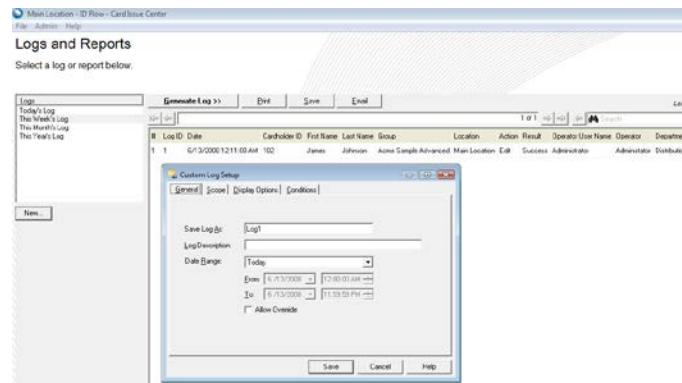 Main Location - ID Flow - Card Issue Center
File Admin Help
Logs and Reports
Select a log or report below.
Logs
Today's Log
This Week's Log
This Month's Log
This Year's Log
New...
Generate Log >> Print Save Email
1 of 1 Search
# Log ID Date Cardholder ID First Name Last Name Group Location Action Result Operator User Name Operator Departme
1 1 6/13/2008 12:11:03 AM 102 James Johnson Acme Sample Advanced Main Location Edit Success Administrator Administrator Distribute
Custom Log Setup
General Scope Display Options Conditions
Save Log As: Log1
Log Description:
Date Range: Today
From: 6/13/2008 12:00:00 AM
To: 6/13/2008 11:59:59 PM
Allow Override
Save Cancel Help